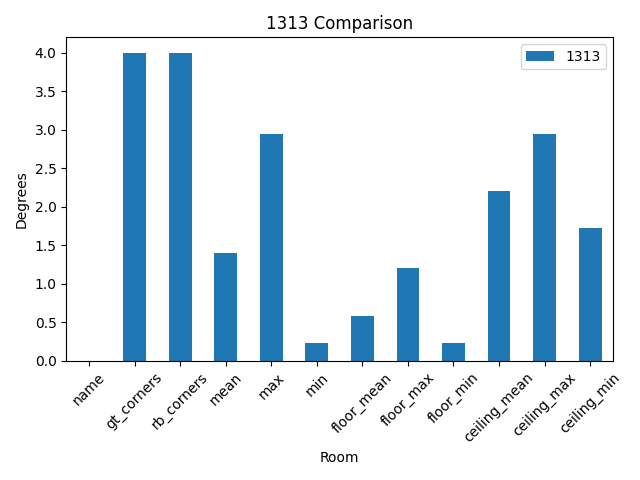 1313 Comparison
1313
Degrees
4.0
3.5
3.0
2.5
2.0
1.5
1.0
0.5
0.0
name
gt_corners
rb_corners
mean
max
min
floor_mean
floor_max
floor_min
ceiling_mean
ceiling_max
ceiling_min
Room